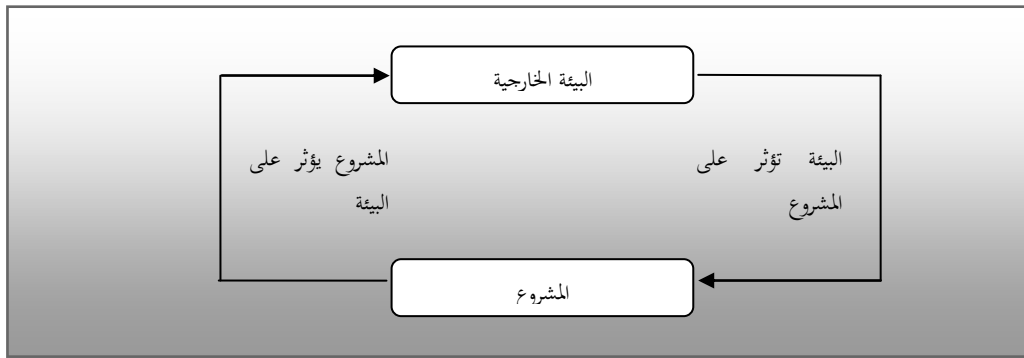 البيئة الخارجية
البيئة تؤثر على
المشروع
المشروع يؤثر على
البيئة
المشروع